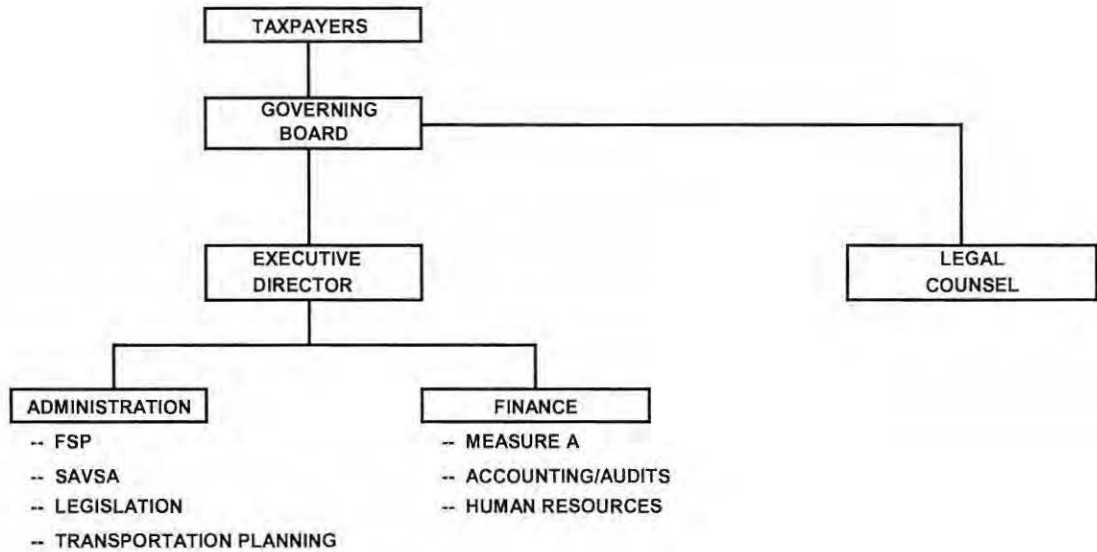 TAXPAYERS
GOVERNING
BOARD
EXECUTIVE
DIRECTOR
LEGAL
COUNSEL
ADMINISTRATION
-- FSP
-- SAVSA
-- LEGISLATION
-- TRANSPORTATION PLANNING
FINANCE
-- MEASURE A
-- ACCOUNTING/AUDITS
-- HUMAN RESOURCES